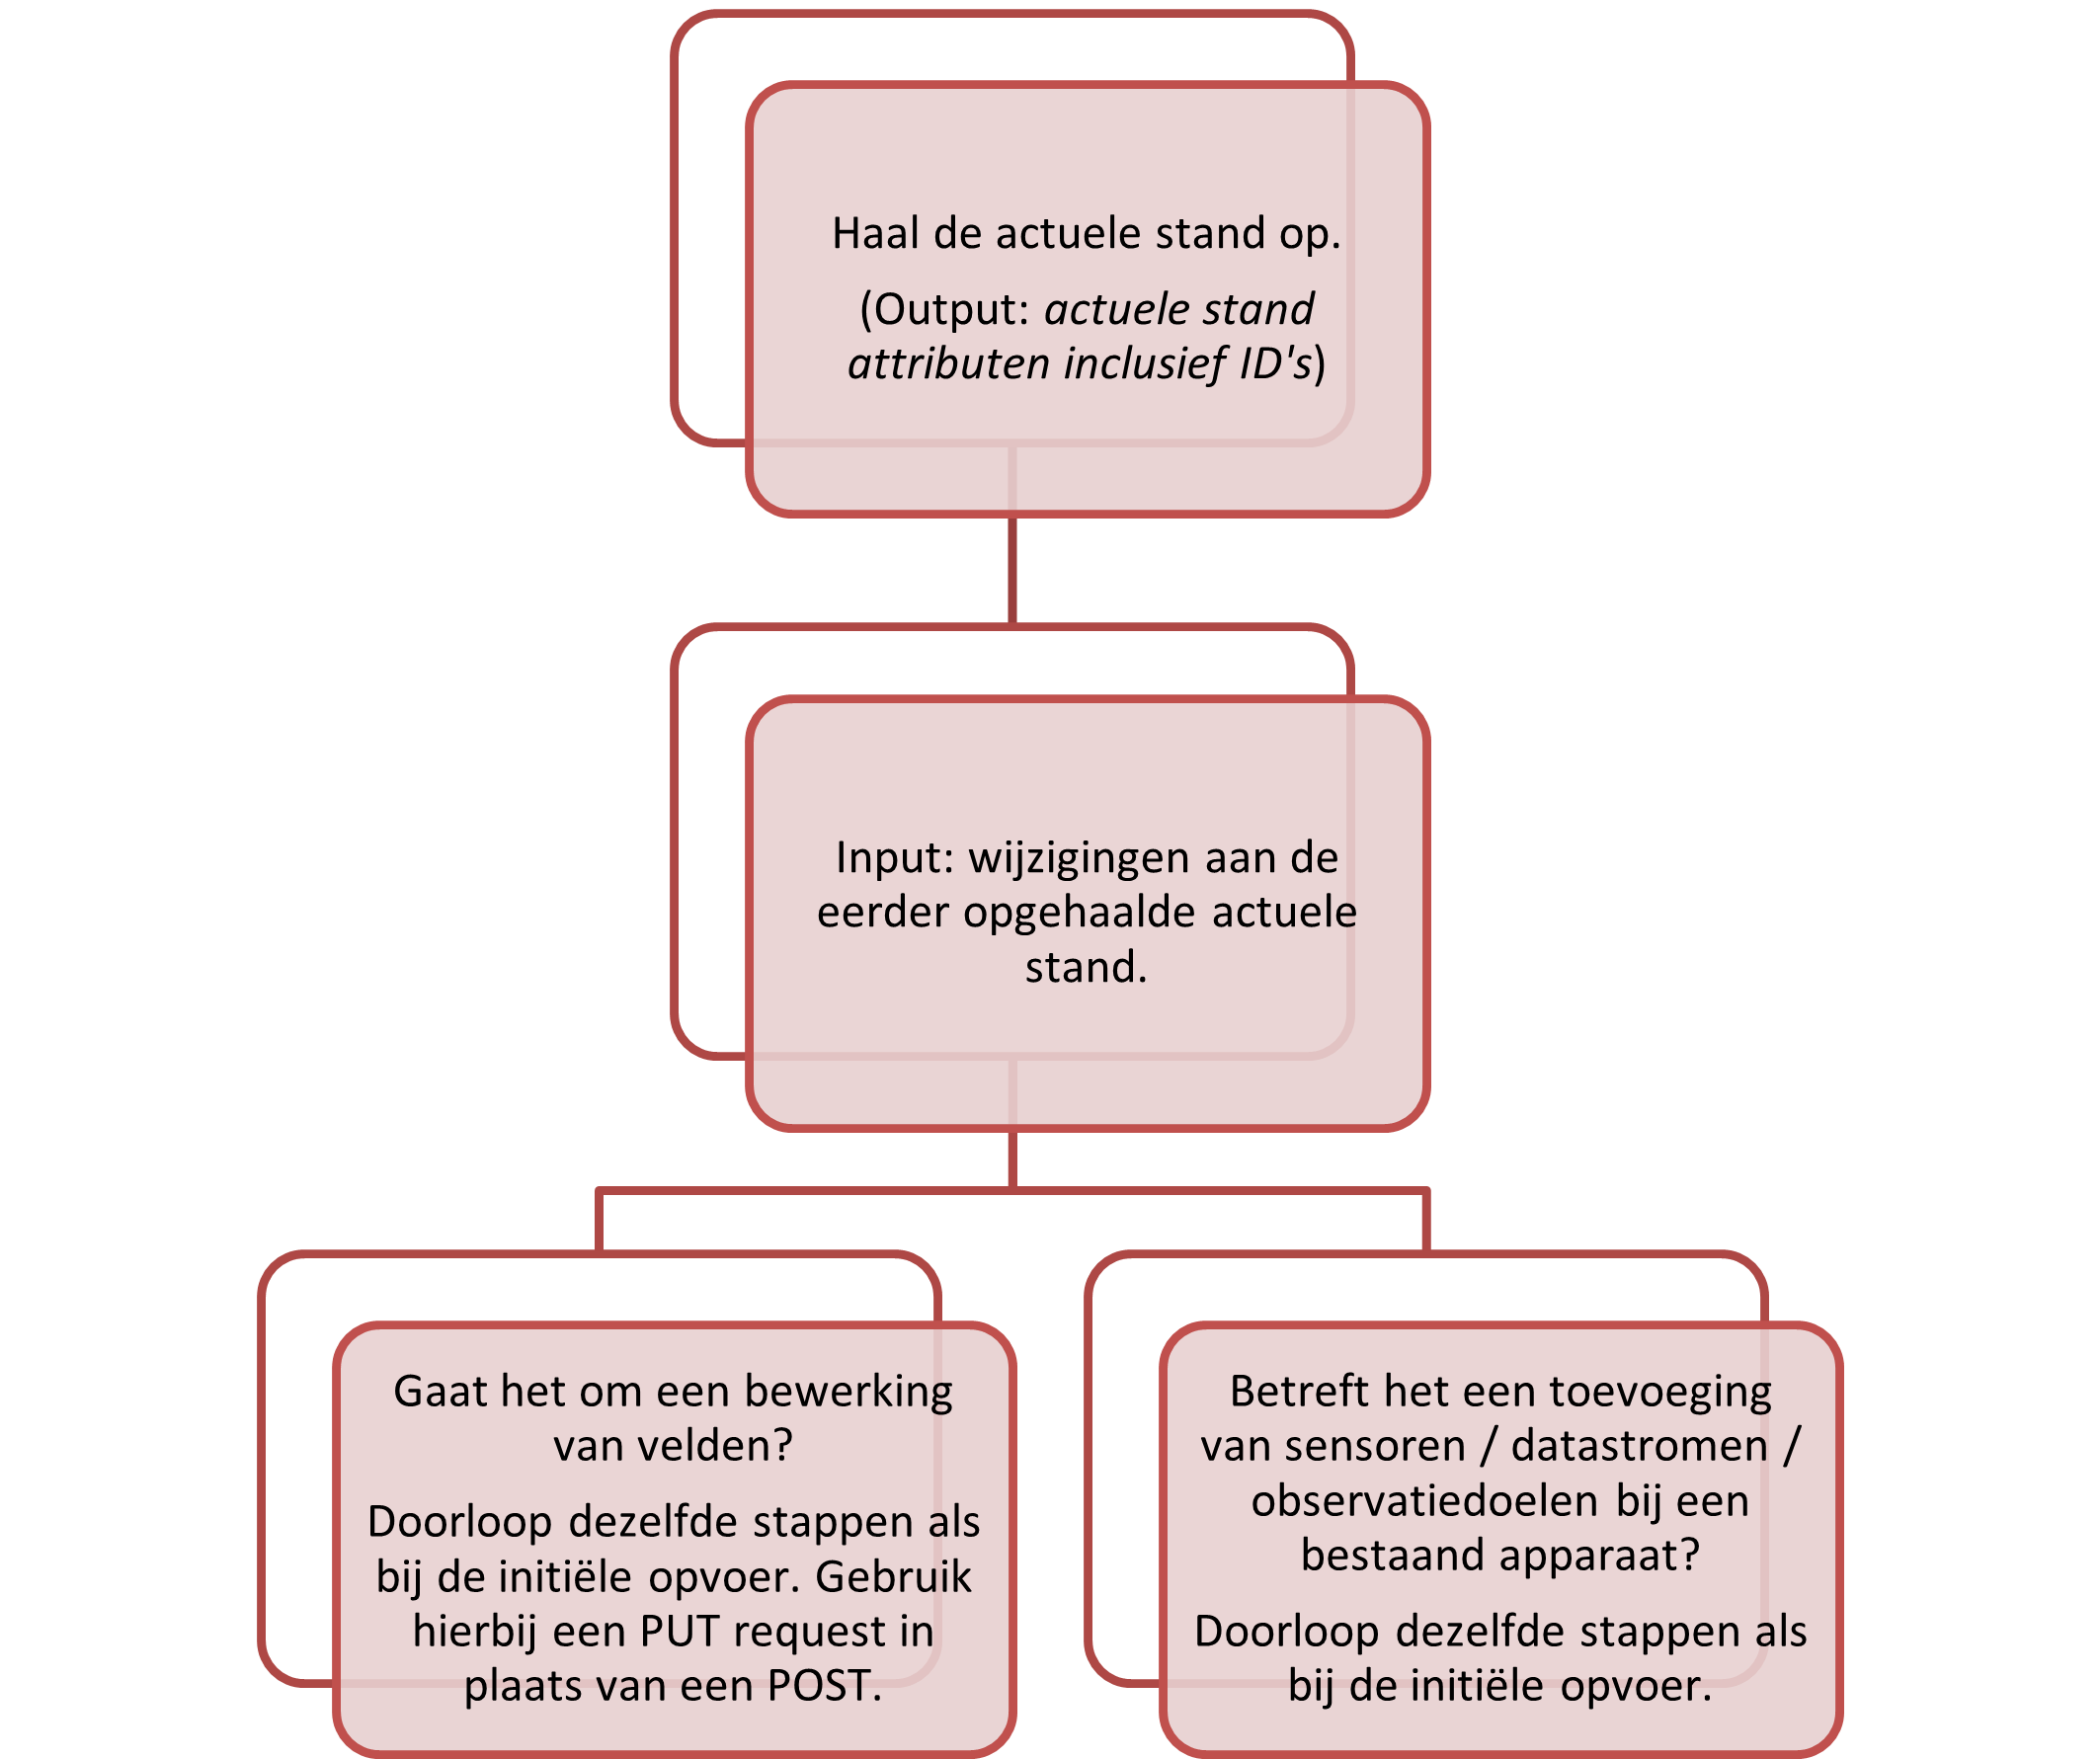 Haal de actuele stand op.
(Output: actuele stand
attributen inclusief ID's)
Input: wijzigingen aan de
eerder opgehaalde actuele
stand.
Gaat het om een bewerking
van velden?
Doorloop dezelfde stappen als
bij de initiële opvoer. Gebruik
hierbij een PUT request in
plaats van een POST.
Betreft het een toevoeging
van sensoren / datastromen /
observatiedoelen bij een
bestaand apparaat?
Doorloop dezelfde stappen als
bij de initiële opvoer.